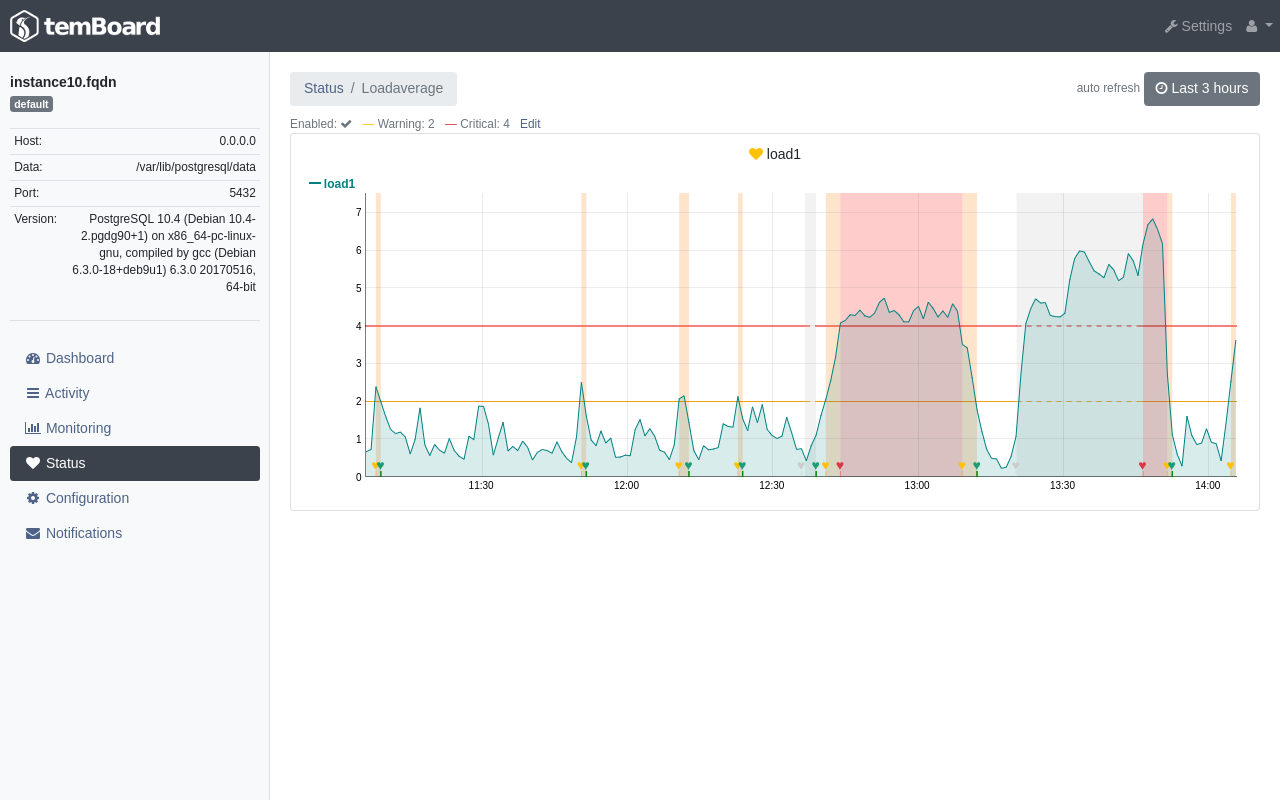 temBoard
Settings
instance10.fqdn
default
Host: 0.0.0.0
Data: /var/lib/postgresql/data
Port: 5432
Version: PostgreSQL 10.4 (Debian 10.4-
2.pgdg90+1) on x86_64-pc-linux-
gnu, compiled by gcc (Debian
6.3.0-18+deb9u1) 6.3.0 20170516,
64-bit
Dashboard
Activity
Monitoring
Status
Configuration
Notifications
Status / Loadaverage
auto refresh Last 3 hours
Enabled: Warning: 2 Critical: 4 Edit
load1
load1
7
6
5
4
3
2
1
0
11:30 12:00 12:30 13:00 13:30 14:00